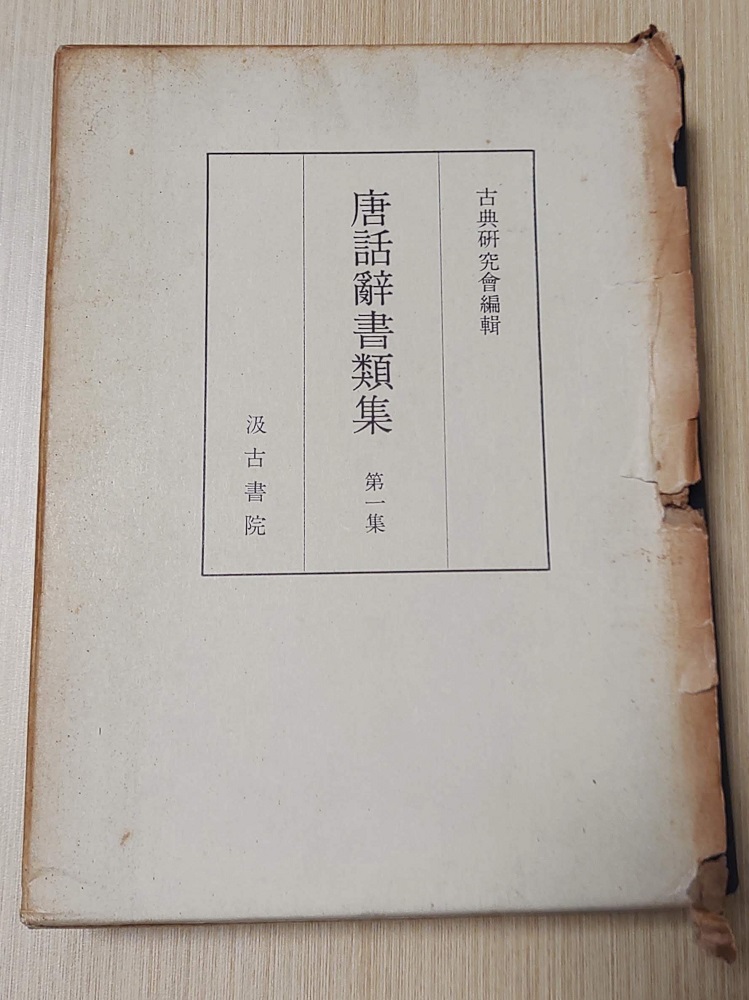 古典硏究會編輯
唐話辭書類集 第一集
汲古書院